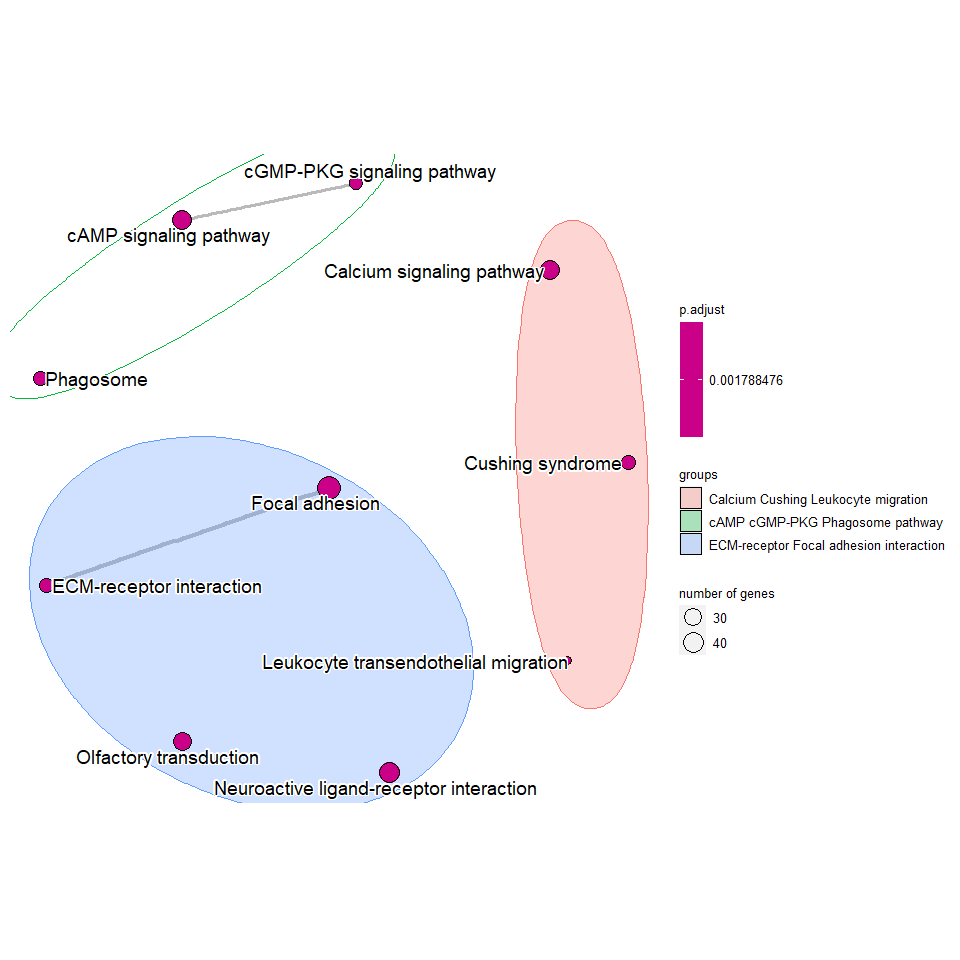 cGMP-PKG signaling pathway
cAMP signaling pathway
Calcium signaling pathway
Phagosome
Cushing syndrome
Focal adhesion
ECM-receptor interaction
Leukocyte transendothelial migration
Olfactory transduction
Neuroactive ligand-receptor interaction
p.adjust
0.001788476
groups
Calcium Cushing Leukocyte migration
cAMP cGMP-PKG Phagosome pathway
ECM-receptor Focal adhesion interaction
number of genes
30
40